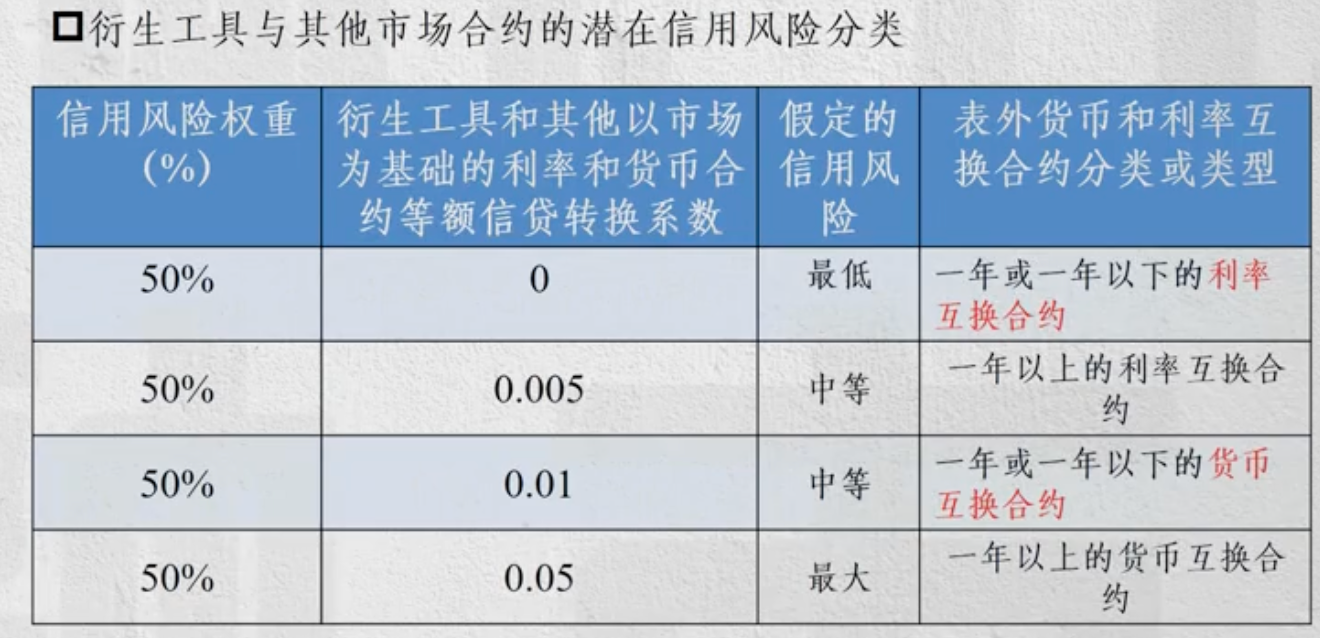 衍生工具与其他市场合约的潜在信用风险分类
信用风险权重
(%)
衍生工具和其他以市场
为基础的利率和货币合
约等额信贷转换系数
假定的
信用风
险
表外货币和利率互
换合约分类或类型
50%
0
最低
一年或一年以下的利率
互换合约
50%
0.005
中等
一年以上的利率互换合
约
50%
0.01
中等
一年或一年以下的货币
互换合约
50%
0.05
最大
一年以上的货币互换合
约